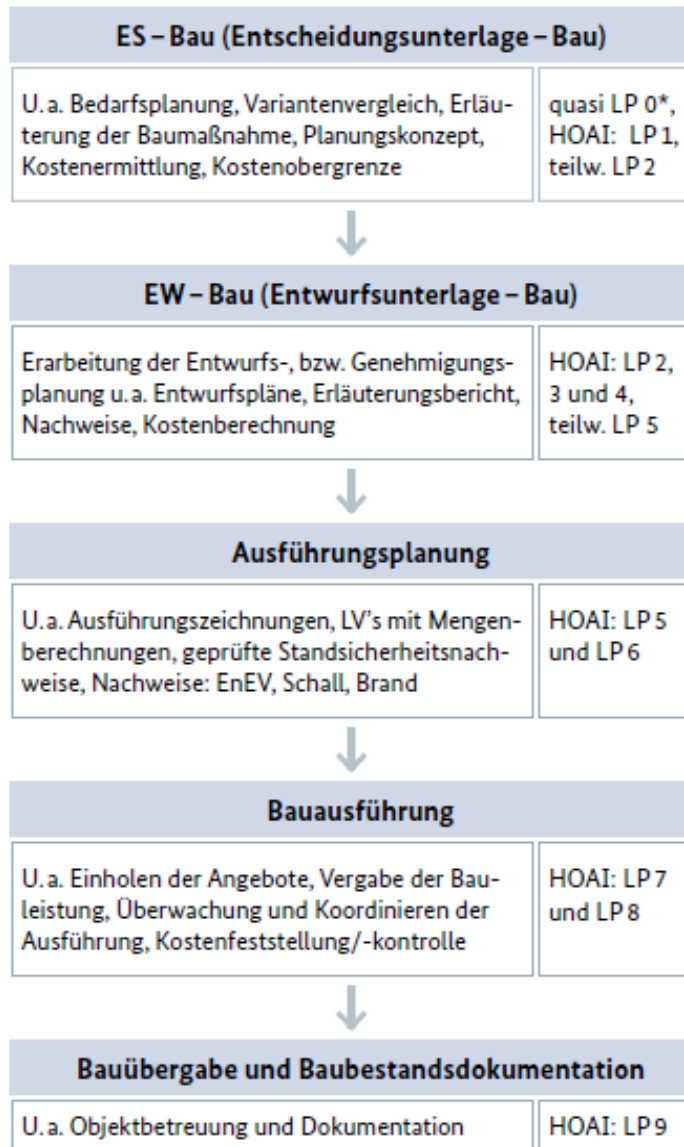 ES – Bau (Entscheidungsunterlage – Bau)
U. a. Bedarfsplanung, Variantenvergleich, Erläu-
terung der Baumaßnahme, Planungskonzept,
Kostenermittlung, Kostenobergrenze
quasi LP 0*,
HOAI: LP 1,
teilw. LP 2
EW – Bau (Entwurfsunterlage – Bau)
Erarbeitung der Entwurfs-, bzw. Genehmigungs-
planung u. a. Entwurfspläne, Erläuterungsbericht,
Nachweise, Kostenberechnung
HOAI: LP 2,
3 und 4,
teilw. LP 5
Ausführungsplanung
U. a. Ausführungszeichnungen, LV's mit Mengen-
berechnungen, geprüfte Standsicherheitsnach-
weise, Nachweise: EnEV, Schall, Brand
HOAI: LP 5
und LP 6
Bauausführung
U. a. Einholen der Angebote, Vergabe der Bau-
leistung, Überwachung und Koordinieren der
Ausführung, Kostenfeststellung/-kontrolle
HOAI: LP 7
und LP 8
Bauübergabe und Baubestandsdokumentation
U. a. Objektbetreuung und Dokumentation
HOAI: LP 9